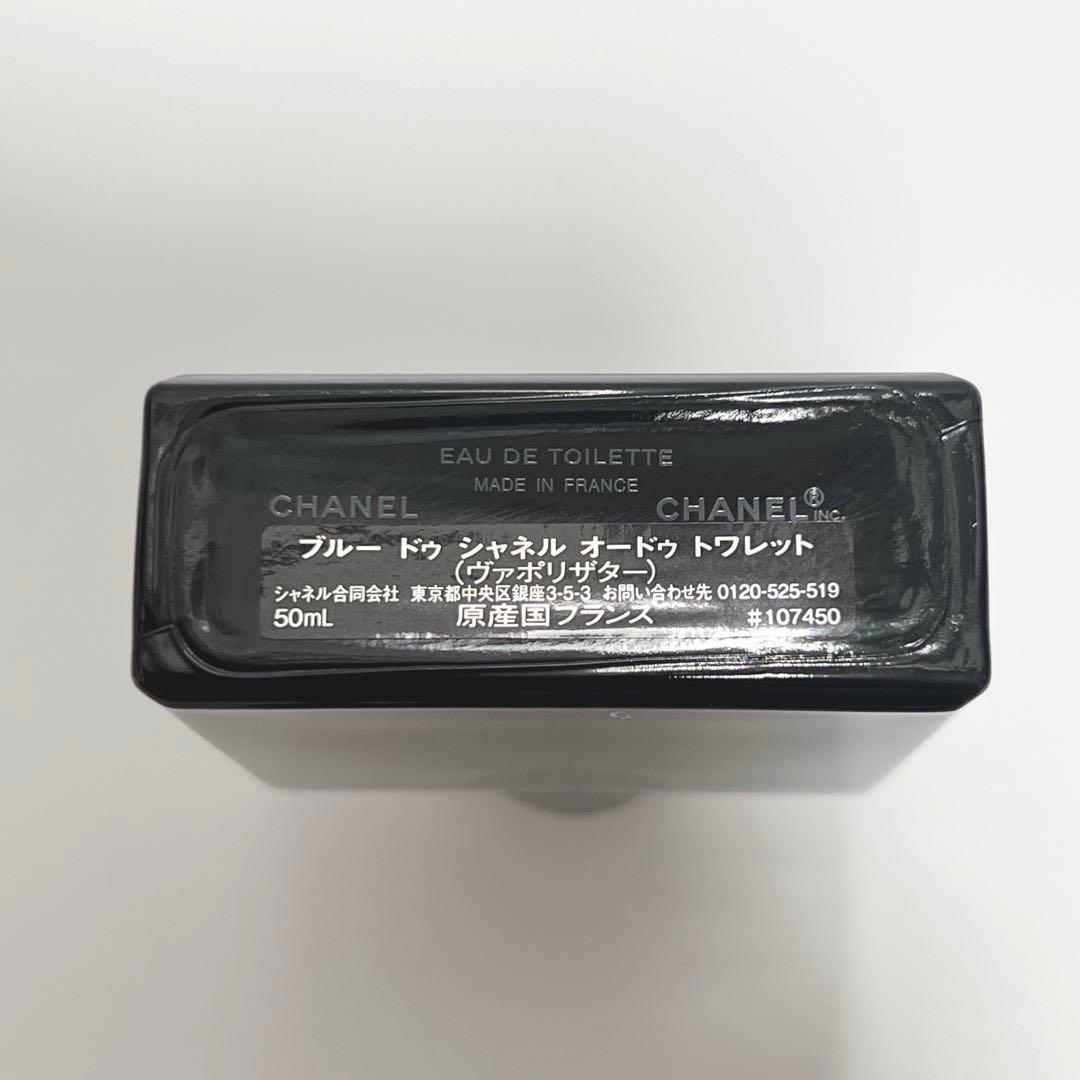 EAU DE TOILETTE
MADE IN FRANCE
CHANEL CHANEL® INC.
ブルー ドゥ シャネル オードゥ トワレット
(ヴァポリザター)
シャネル合同会社 東京都中央区銀座3-5-3 お問い合わせ先 0120-525-519
50mL 原産国フランス #107450